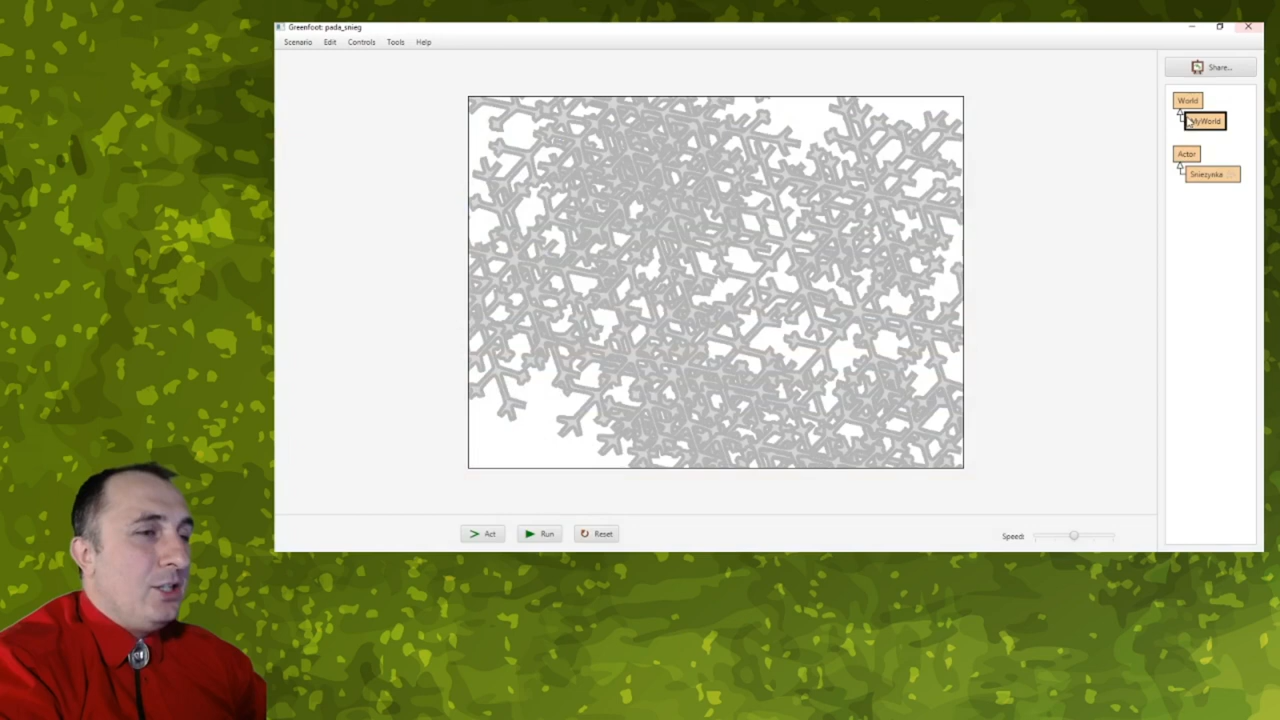 Greenfoot: pada_snieg
Scenario Edit Controls Tools Help
Share...
World
MyWorld
Actor
Sniezynka
Act Run Reset
Speed: